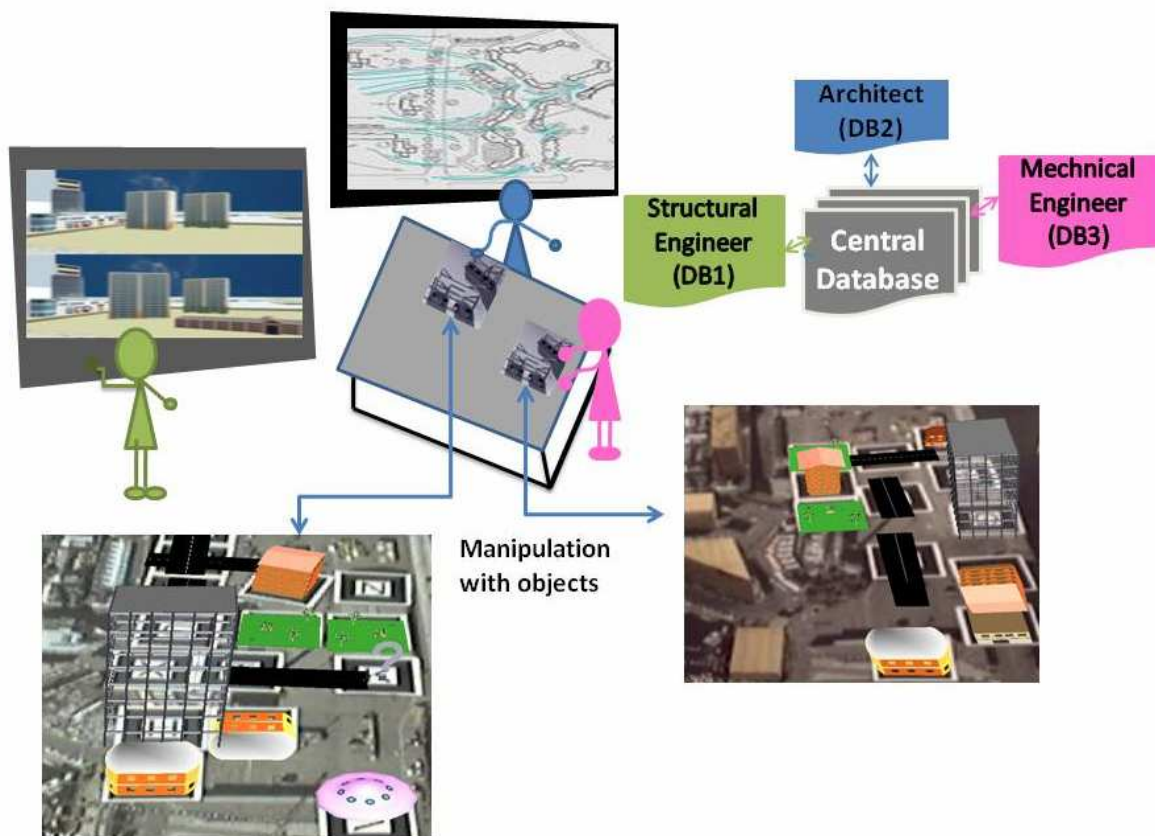 Architect
(DB2)
Structural
Engineer
(DB1)
Central
Database
Mechnical
Engineer
(DB3)
Manipulation
with objects
?